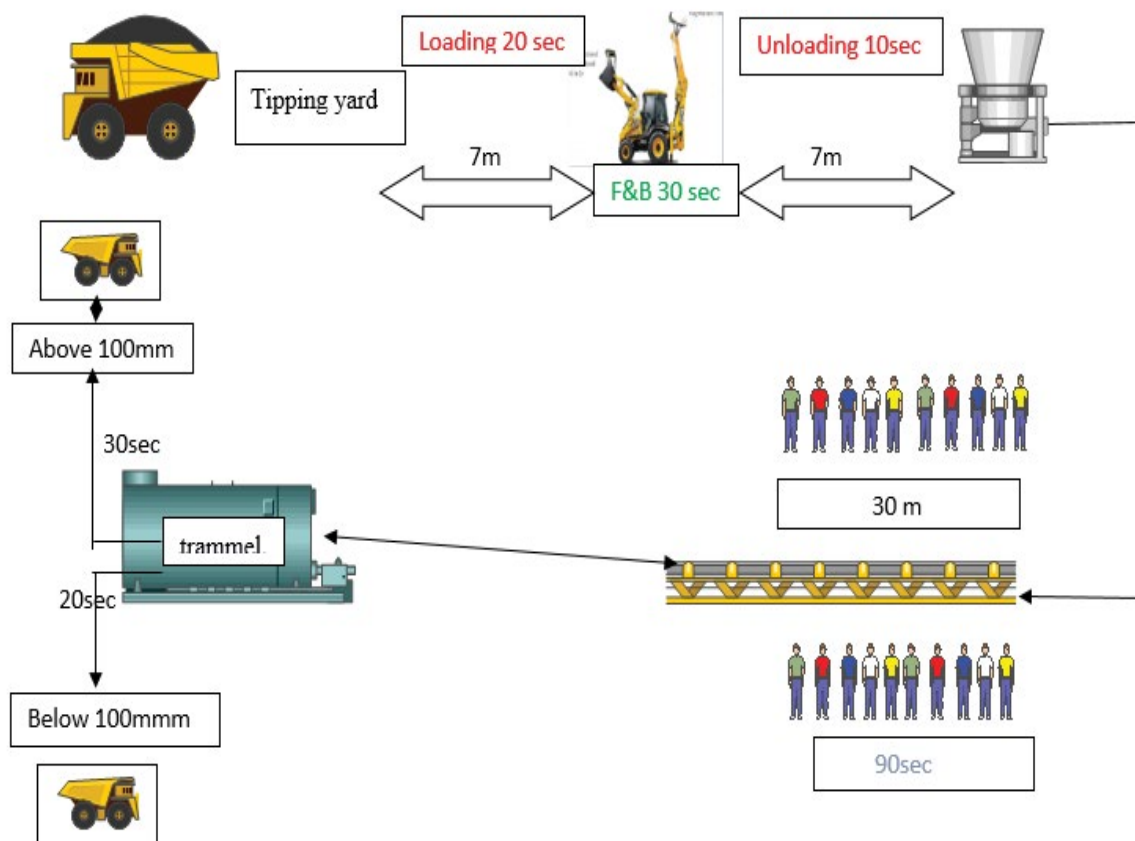 Loading 20 sec
Unloading 10sec
Tipping yard
7m
7m
F&B 30 sec
Above 100mm
30sec
30 m
trammel.
20sec
Below 100mmm
90sec